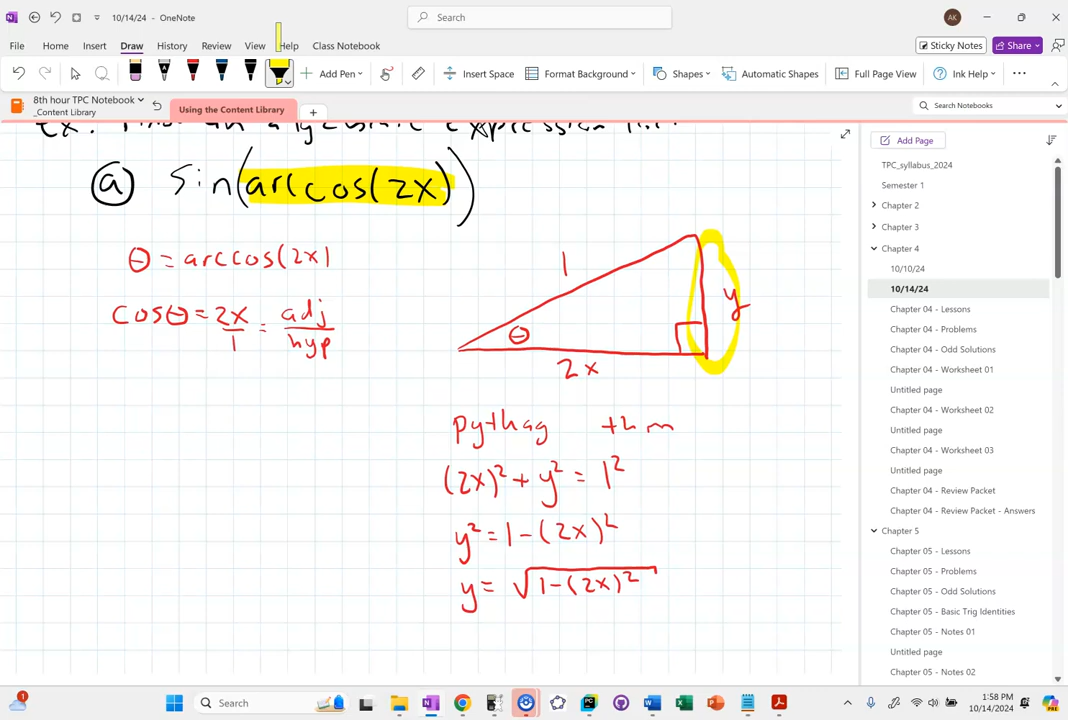 10/14/24 - OneNote
Search
AK
File Home Insert Draw History Review View Help Class Notebook
Sticky Notes Share
Add Pen Insert Space Format Background Shapes Automatic Shapes Full Page View Ink Help
8th hour TPC Notebook
_Content Library
Using the Content Library
Search Notebooks
expression
(a) sin(arccos(2x))
θ = arccos(2x)
cosθ = 2x/1 = adj/hyp
1
y
θ
2x
pythag thm
(2x)² + y² = 1²
y² = 1 - (2x)²
y = √1-(2x)²
Add Page
TPC_syllabus_2024
Semester 1
Chapter 2
Chapter 3
Chapter 4
10/10/24
10/14/24
Chapter 04 - Lessons
Chapter 04 - Problems
Chapter 04 - Odd Solutions
Chapter 04 - Worksheet 01
Untitled page
Chapter 04 - Worksheet 02
Untitled page
Chapter 04 - Worksheet 03
Untitled page
Chapter 04 - Review Packet
Chapter 04 - Review Packet - Answers
Chapter 5
Chapter 05 - Lessons
Chapter 05 - Problems
Chapter 05 - Odd Solutions
Chapter 05 - Basic Trig Identities
Chapter 05 - Notes 01
Untitled page
Chapter 05 - Notes 02
1
Search
1:58 PM
10/14/2024